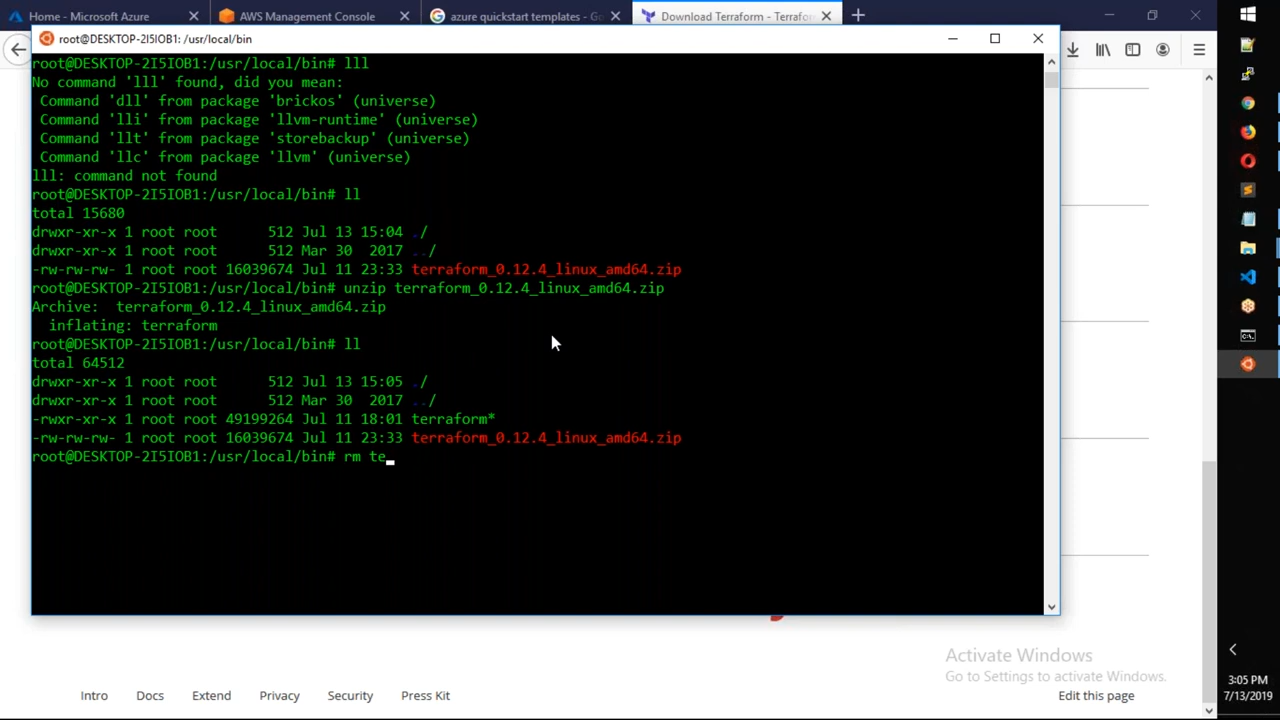 Home - Microsoft Azure
AWS Management Console
azure quickstart templates - Go
Download Terraform - Terrafor
root@DESKTOP-2I5IOB1: /usr/local/bin
root@DESKTOP-2I5IOB1:/usr/local/bin# lll
No command 'lll' found, did you mean:
Command 'dll' from package 'brickos' (universe)
Command 'lli' from package 'llvm-runtime' (universe)
Command 'llt' from package 'storebackup' (universe)
Command 'llc' from package 'llvm' (universe)
lll: command not found
root@DESKTOP-2I5IOB1:/usr/local/bin# ll
total 15680
drwxr-xr-x 1 root root      512 Jul 13 15:04 ./
drwxr-xr-x 1 root root      512 Mar 30  2017 ../
-rw-rw-rw- 1 root root 16039674 Jul 11 23:33 terraform_0.12.4_linux_amd64.zip
root@DESKTOP-2I5IOB1:/usr/local/bin# unzip terraform_0.12.4_linux_amd64.zip
Archive:  terraform_0.12.4_linux_amd64.zip
inflating: terraform
root@DESKTOP-2I5IOB1:/usr/local/bin# ll
total 64512
drwxr-xr-x 1 root root      512 Jul 13 15:05 ./
drwxr-xr-x 1 root root      512 Mar 30  2017 ../
-rwxr-xr-x 1 root root 49199264 Jul 11 18:01 terraform*
-rw-rw-rw- 1 root root 16039674 Jul 11 23:33 terraform_0.12.4_linux_amd64.zip
root@DESKTOP-2I5IOB1:/usr/local/bin# rm te_
Activate Windows
Go to Settings to activate Windows.
Intro
Docs
Extend
Privacy
Security
Press Kit
Edit this page
3:05 PM
7/13/2019